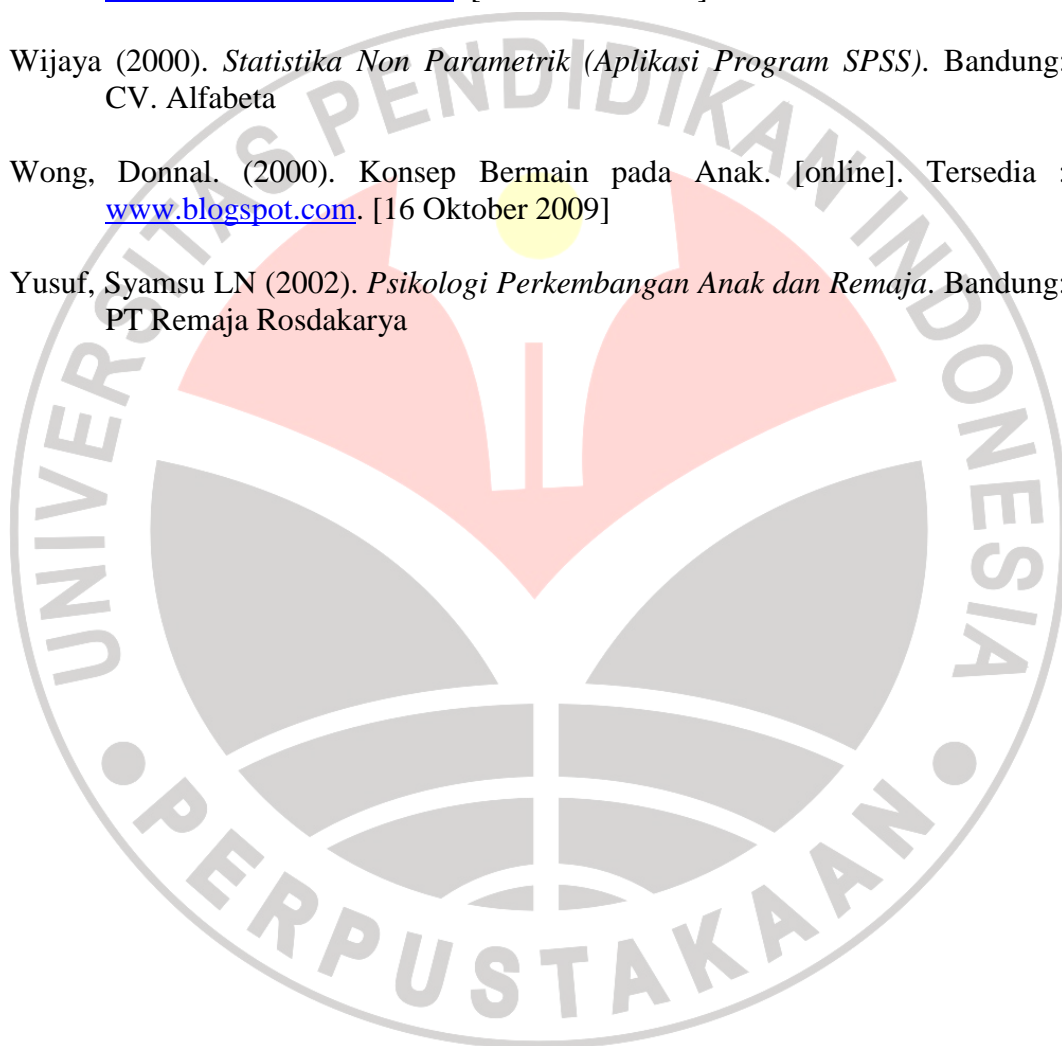 Wijaya (2000). Statistika Non Parametrik (Aplikasi Program SPSS). Bandung:
CV. Alfabeta
Wong, Donnal. (2000). Konsep Bermain pada Anak. [online]. Tersedia :
www.blogspot.com. [16 Oktober 2009]
Yusuf, Syamsu LN (2002). Psikologi Perkembangan Anak dan Remaja. Bandung:
PT Remaja Rosdakarya
UNIVERSITAS PENDIDIKAN INDONESIA
PERPUSTAKAAN